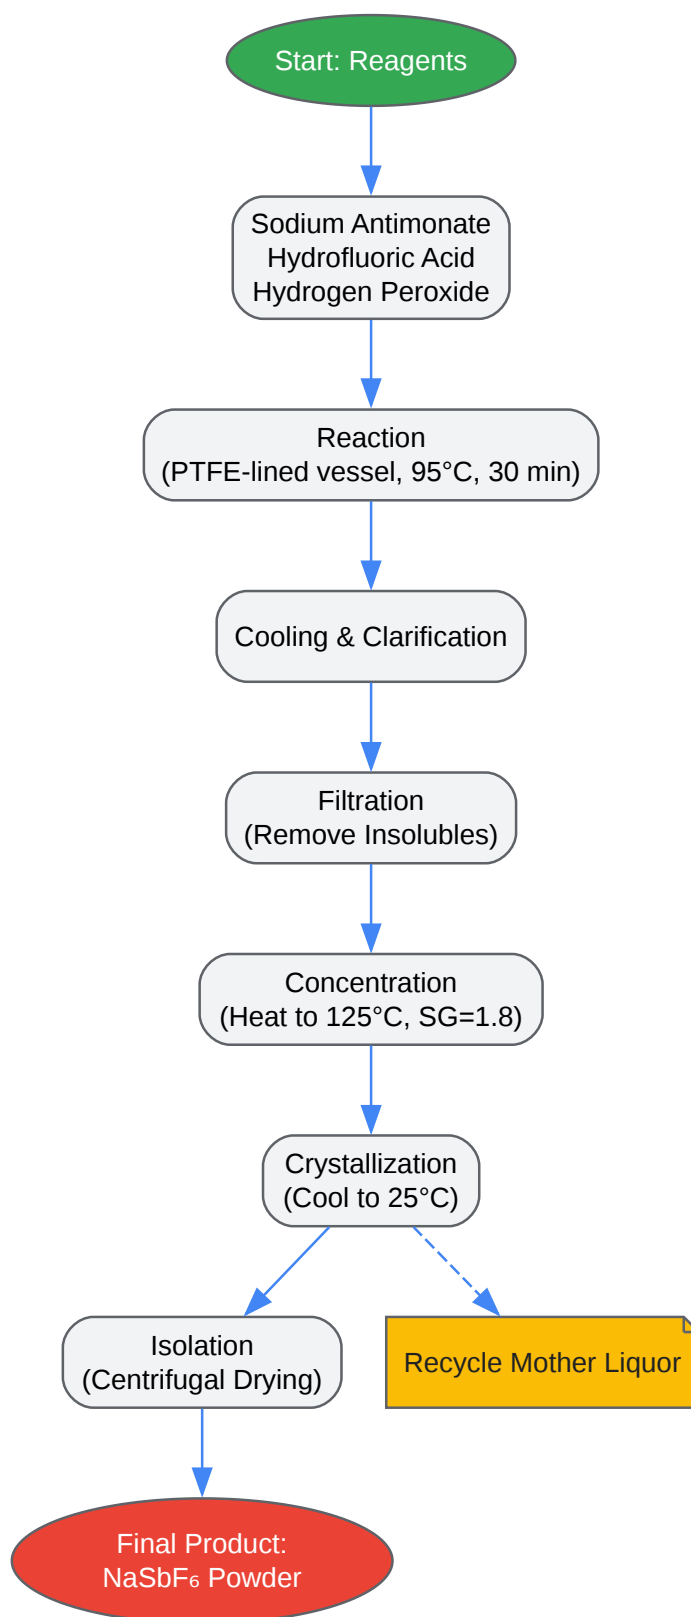 Start: Reagents
Sodium Antimonate
Hydrofluoric Acid
Hydrogen Peroxide
Reaction
(PTFE-lined vessel, 95°C, 30 min)
Cooling & Clarification
Filtration
(Remove Insolubles)
Concentration
(Heat to 125°C, SG=1.8)
Crystallization
(Cool to 25°C)
Isolation
(Centrifugal Drying)
Recycle Mother Liquor
Final Product:
NaSbF₆ Powder